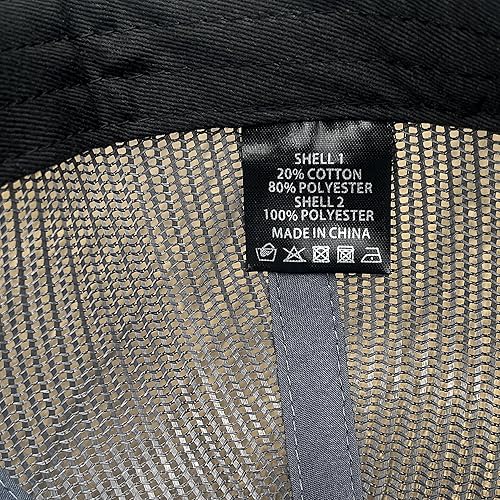 SHELL 1
20% COTTON
80% POLYESTER
SHELL 2
100% POLYESTER
MADE IN CHINA